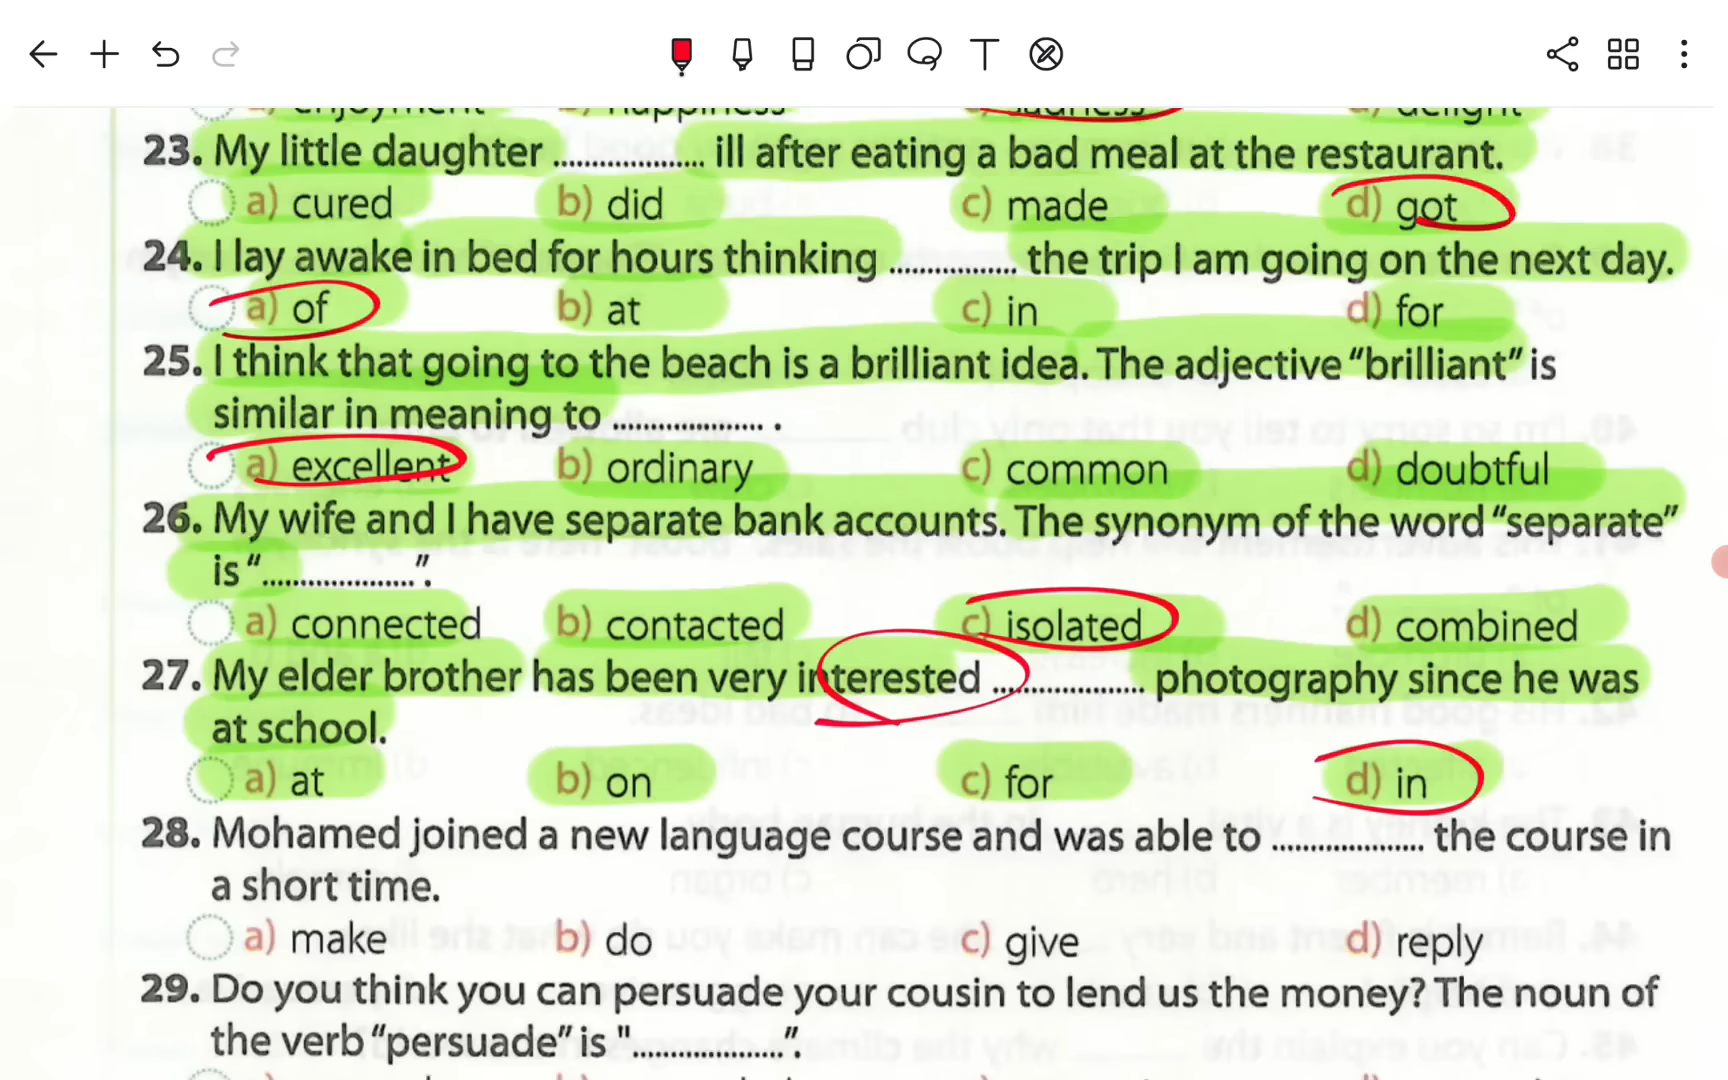 a) enjoyment b) happiness c) sadness d) delight
23. My little daughter ................ ill after eating a bad meal at the restaurant.
a) cured b) did c) made d) got
24. I lay awake in bed for hours thinking ................ the trip I am going on the next day.
a) of b) at c) in d) for
25. I think that going to the beach is a brilliant idea. The adjective “brilliant” is
similar in meaning to ................ .
a) excellent b) ordinary c) common d) doubtful
26. My wife and I have separate bank accounts. The synonym of the word “separate”
is “................”.
a) connected b) contacted c) isolated d) combined
27. My elder brother has been very interested ................ photography since he was
at school.
a) at b) on c) for d) in
28. Mohamed joined a new language course and was able to ................ the course in
a short time.
a) make b) do c) give d) reply
29. Do you think you can persuade your cousin to lend us the money? The noun of
the verb “persuade” is "................”.